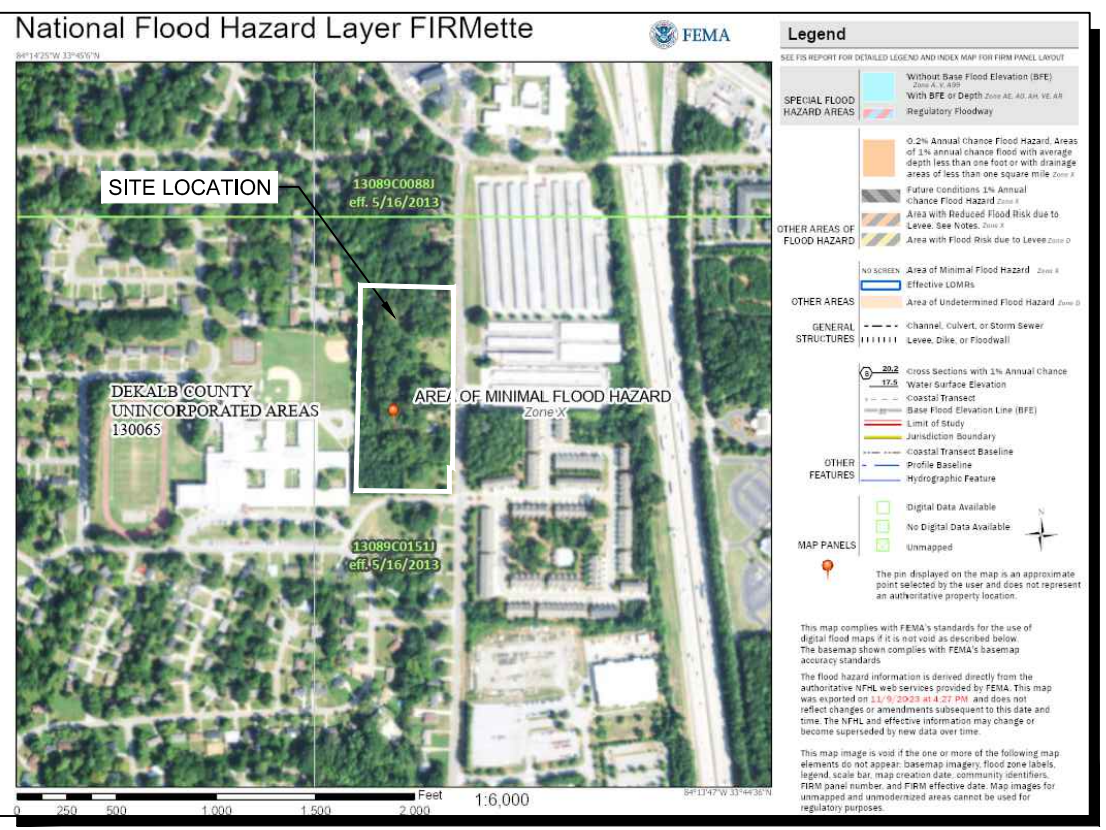 National Flood Hazard Layer FIRMette
FEMA
84°14'25"W 33°45'6"N
SITE LOCATION
13089C0088J
eff. 5/16/2013
DEKALB COUNTY
UNINCORPORATED AREAS
130065
AREA OF MINIMAL FLOOD HAZARD
Zone X
13089C0151J
eff. 5/16/2013
0 250 500 1,000 1,500 2,000
Feet
1:6,000
84°13'47"W 33°44'36"N
Legend
SEE FIS REPORT FOR DETAILED LEGEND AND INDEX MAP FOR FIRM PANEL LAYOUT
SPECIAL FLOOD
HAZARD AREAS
Without Base Flood Elevation (BFE)
Zone A, V, A99
With BFE or Depth Zone AE, AO, AH, VE, AR
Regulatory Floodway
OTHER AREAS OF
FLOOD HAZARD
0.2% Annual Chance Flood Hazard, Areas
of 1% annual chance flood with average
depth less than one foot or with drainage
areas of less than one square mile Zone X
Future Conditions 1% Annual
Chance Flood Hazard Zone X
Area with Reduced Flood Risk due to
Levee. See Notes. Zone X
Area with Flood Risk due to Levee Zone D
OTHER AREAS
NO SCREEN Area of Minimal Flood Hazard Zone X
Effective LOMRs
Area of Undetermined Flood Hazard Zone D
GENERAL
STRUCTURES
Channel, Culvert, or Storm Sewer
Levee, Dike, or Floodwall
OTHER
FEATURES
B 20.2 Cross Sections with 1% Annual Chance
17.5 Water Surface Elevation
Coastal Transect
Base Flood Elevation Line (BFE)
Limit of Study
Jurisdiction Boundary
Coastal Transect Baseline
Profile Baseline
Hydrographic Feature
MAP PANELS
Digital Data Available
No Digital Data Available
Unmapped
N
The pin displayed on the map is an approximate
point selected by the user and does not represent
an authoritative property location.
This map complies with FEMA's standards for the use of
digital flood maps if it is not void as described below.
The basemap shown complies with FEMA's basemap
accuracy standards
The flood hazard information is derived directly from the
authoritative NFHL web services provided by FEMA. This map
was exported on 11/9/2023 at 4:27 PM and does not
reflect changes or amendments subsequent to this date and
time. The NFHL and effective information may change or
become superseded by new data over time.
This map image is void if the one or more of the following map
elements do not appear: basemap imagery, flood zone labels,
legend, scale bar, map creation date, community identifiers,
FIRM panel number, and FIRM effective date. Map images for
unmapped and unmodernized areas cannot be used for
regulatory purposes.